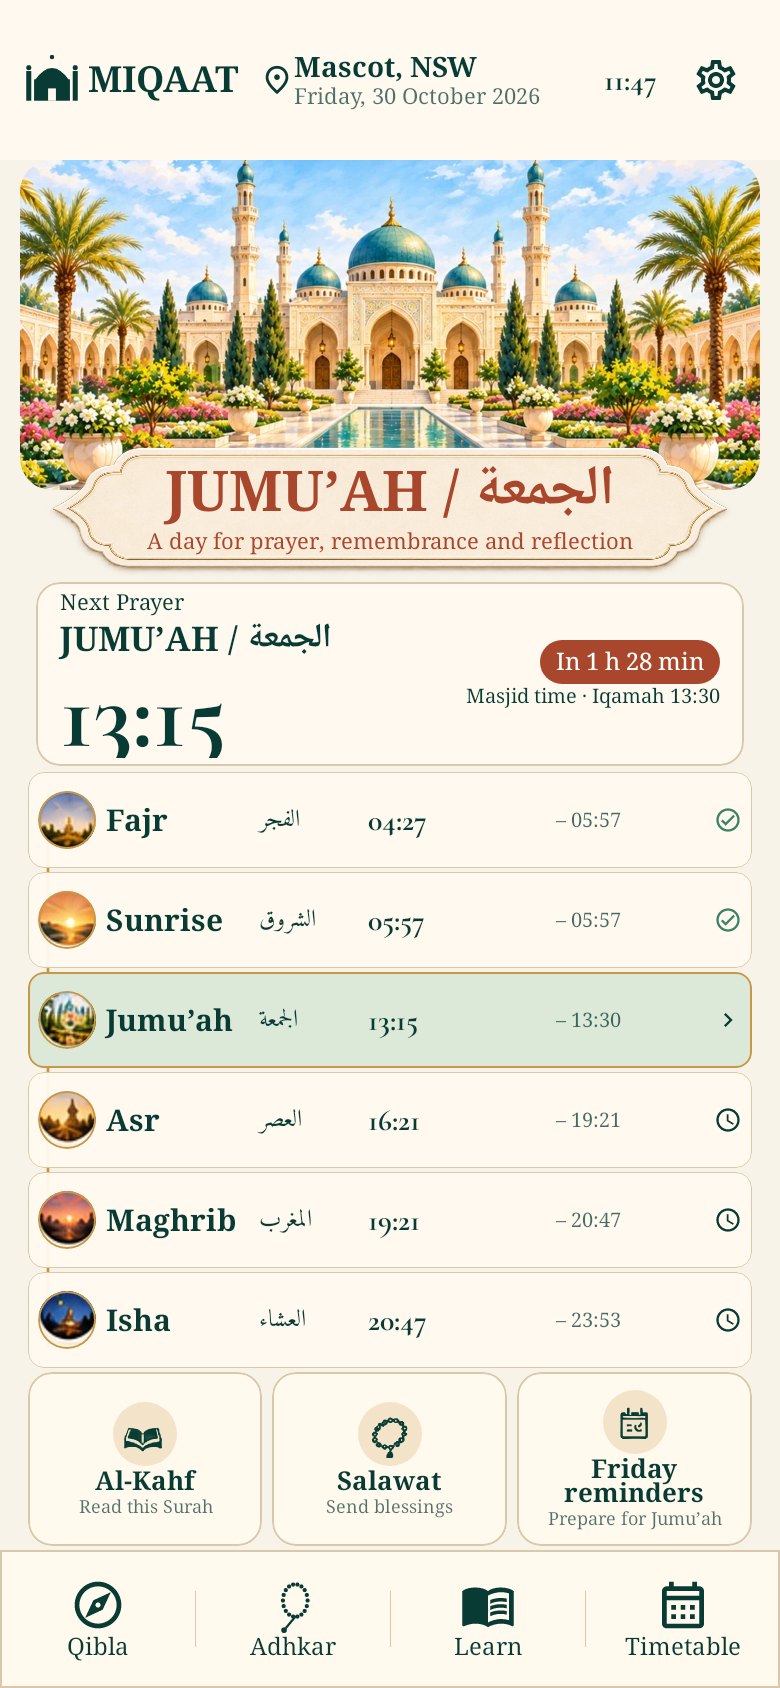 MIQAAT
Mascot, NSW
Friday, 30 October 2026
11:47
JUMU’AH / الجمعة
A day for prayer, remembrance and reflection
Next Prayer
JUMU’AH / الجمعة
13:15
In 1 h 28 min
Masjid time · Iqamah 13:30
Fajr الفجر 04:27 – 05:57
Sunrise الشروق 05:57 – 05:57
Jumu’ah الجمعة 13:15 – 13:30
Asr العصر 16:21 – 19:21
Maghrib المغرب 19:21 – 20:47
Isha العشاء 20:47 – 23:53
Al-Kahf
Read this Surah
Salawat
Send blessings
Friday
reminders
Prepare for Jumu’ah
Qibla
Adhkar
Learn
Timetable